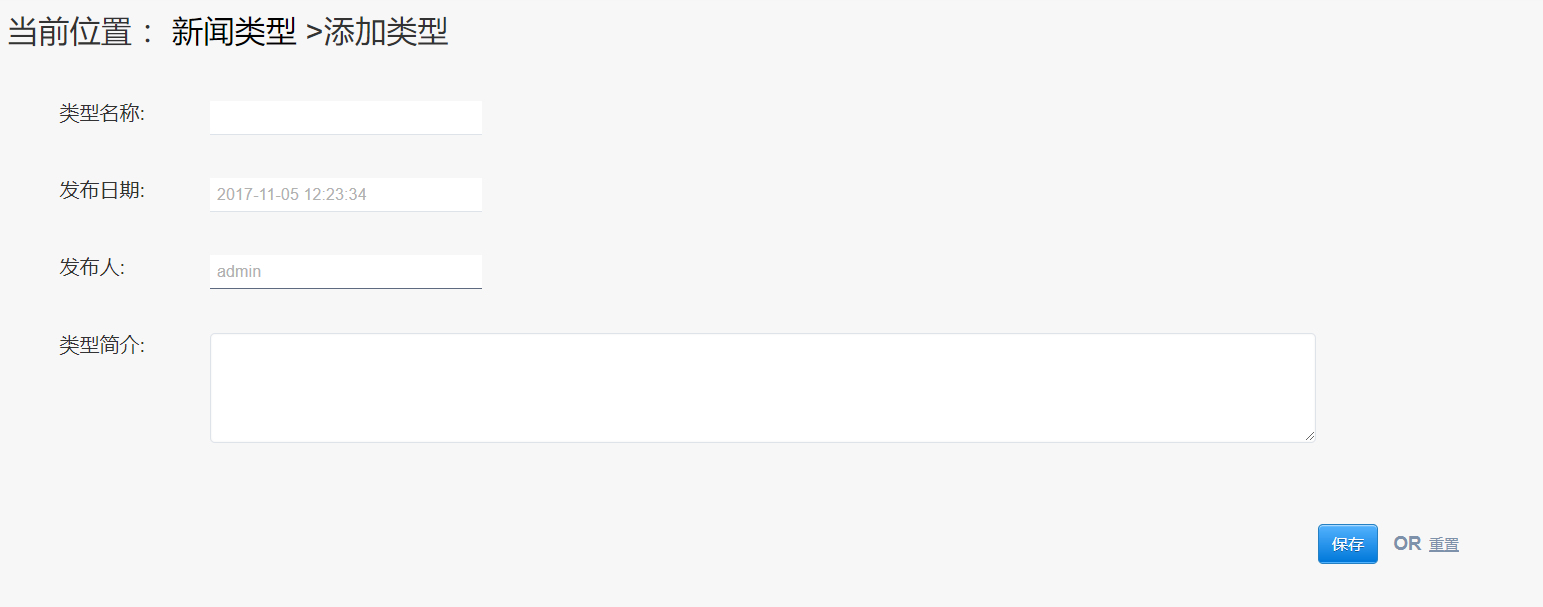 当前位置： 新闻类型 >添加类型
类型名称:
发布日期: 2017-11-05 12:23:34
发布人: admin
类型简介:
保存 OR 重置